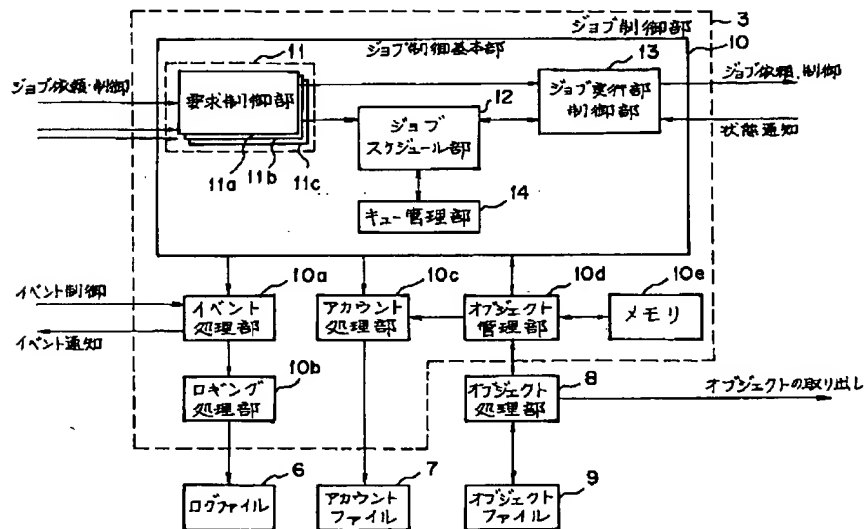 ジョブ制御部
3
ジョブ制御基本部
10
11
13
ジョブ依頼・制御
要求制御部
12
ジョブ実行部
制御部
ジョブ依頼、制御
ジョブ
スケジュール部
状態通知
11a
11b
11c
14
キュー管理部
10a
10c
10d
10e
イベント制御
イベント
処理部
アカウント
処理部
オブジェクト
管理部
メモリ
イベント通知
10b
8
ロギング
処理部
オブジェクト
処理部
オブジェクトの取り出し
6
7
9
ログファイル
アカウント
ファイル
オブジェクト
ファイル